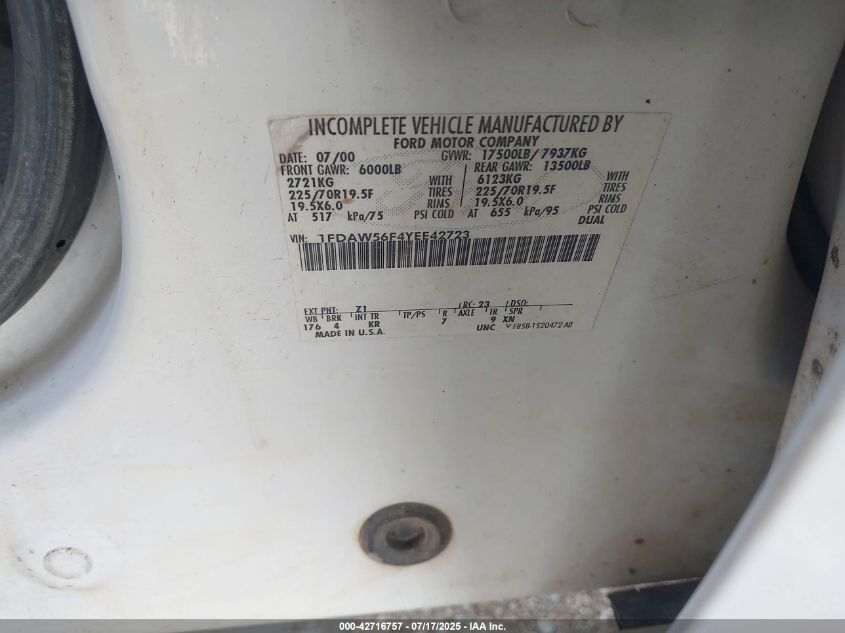 INCOMPLETE VEHICLE MANUFACTURED BY
FORD MOTOR COMPANY
DATE: 07/00 GVWR: 17500LB/7937KG
FRONT GAWR: 6000LB REAR GAWR: 13500LB
2721KG WITH 6123KG WITH
225/70R19.5F TIRES 225/70R19.5F TIRES
19.5X6.0 RIMS 19.5X6.0 RIMS
AT 517 kPa/75 PSI COLD AT 655 kPa/95 PSI COLD
DUAL
VIN: 1FDAW56F4YEE42723
EXT PNT: Z1 RC: 23 DSO:
WB BRK INT TR TP/PS R AXLE IR SPR
176 4 KR 7 9 XN
MADE IN U.S.A. UNC F85B-1520472-AB
000-42716757 - 07/17/2025 - IAA Inc.